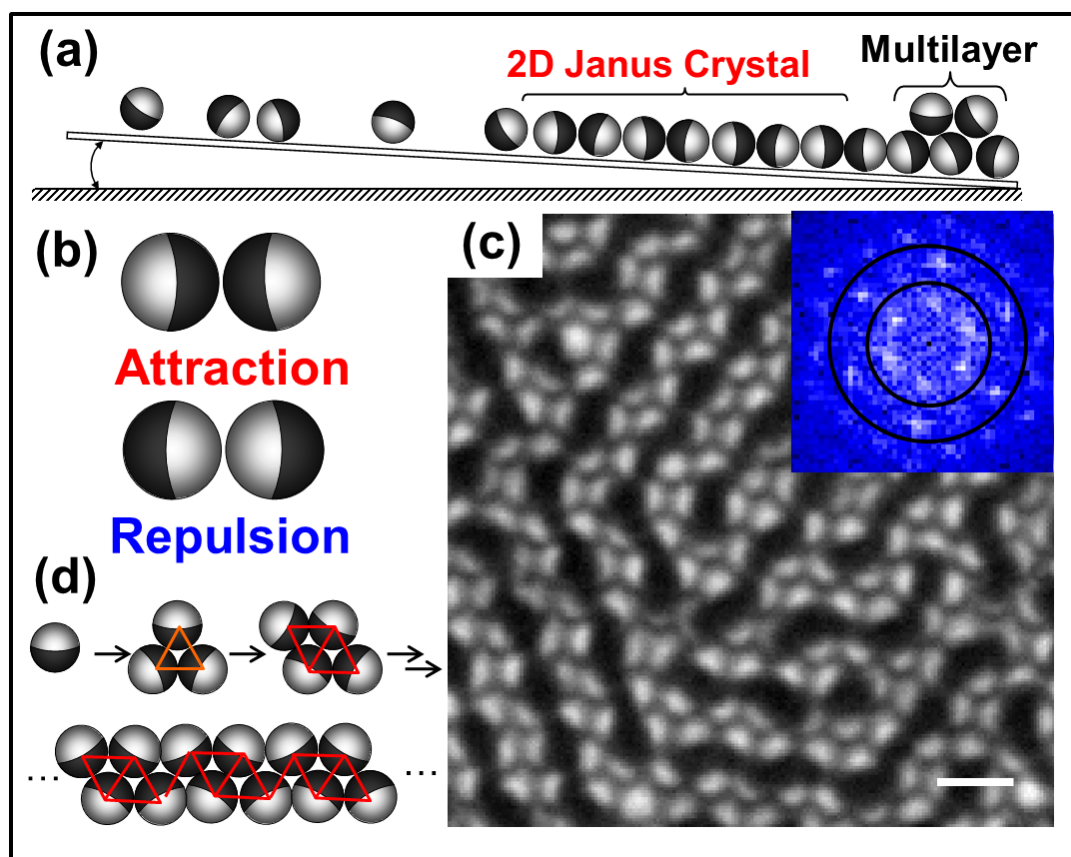 (a)
2D Janus Crystal
Multilayer
(b)
Attraction
Repulsion
(c)
(d)
...
...